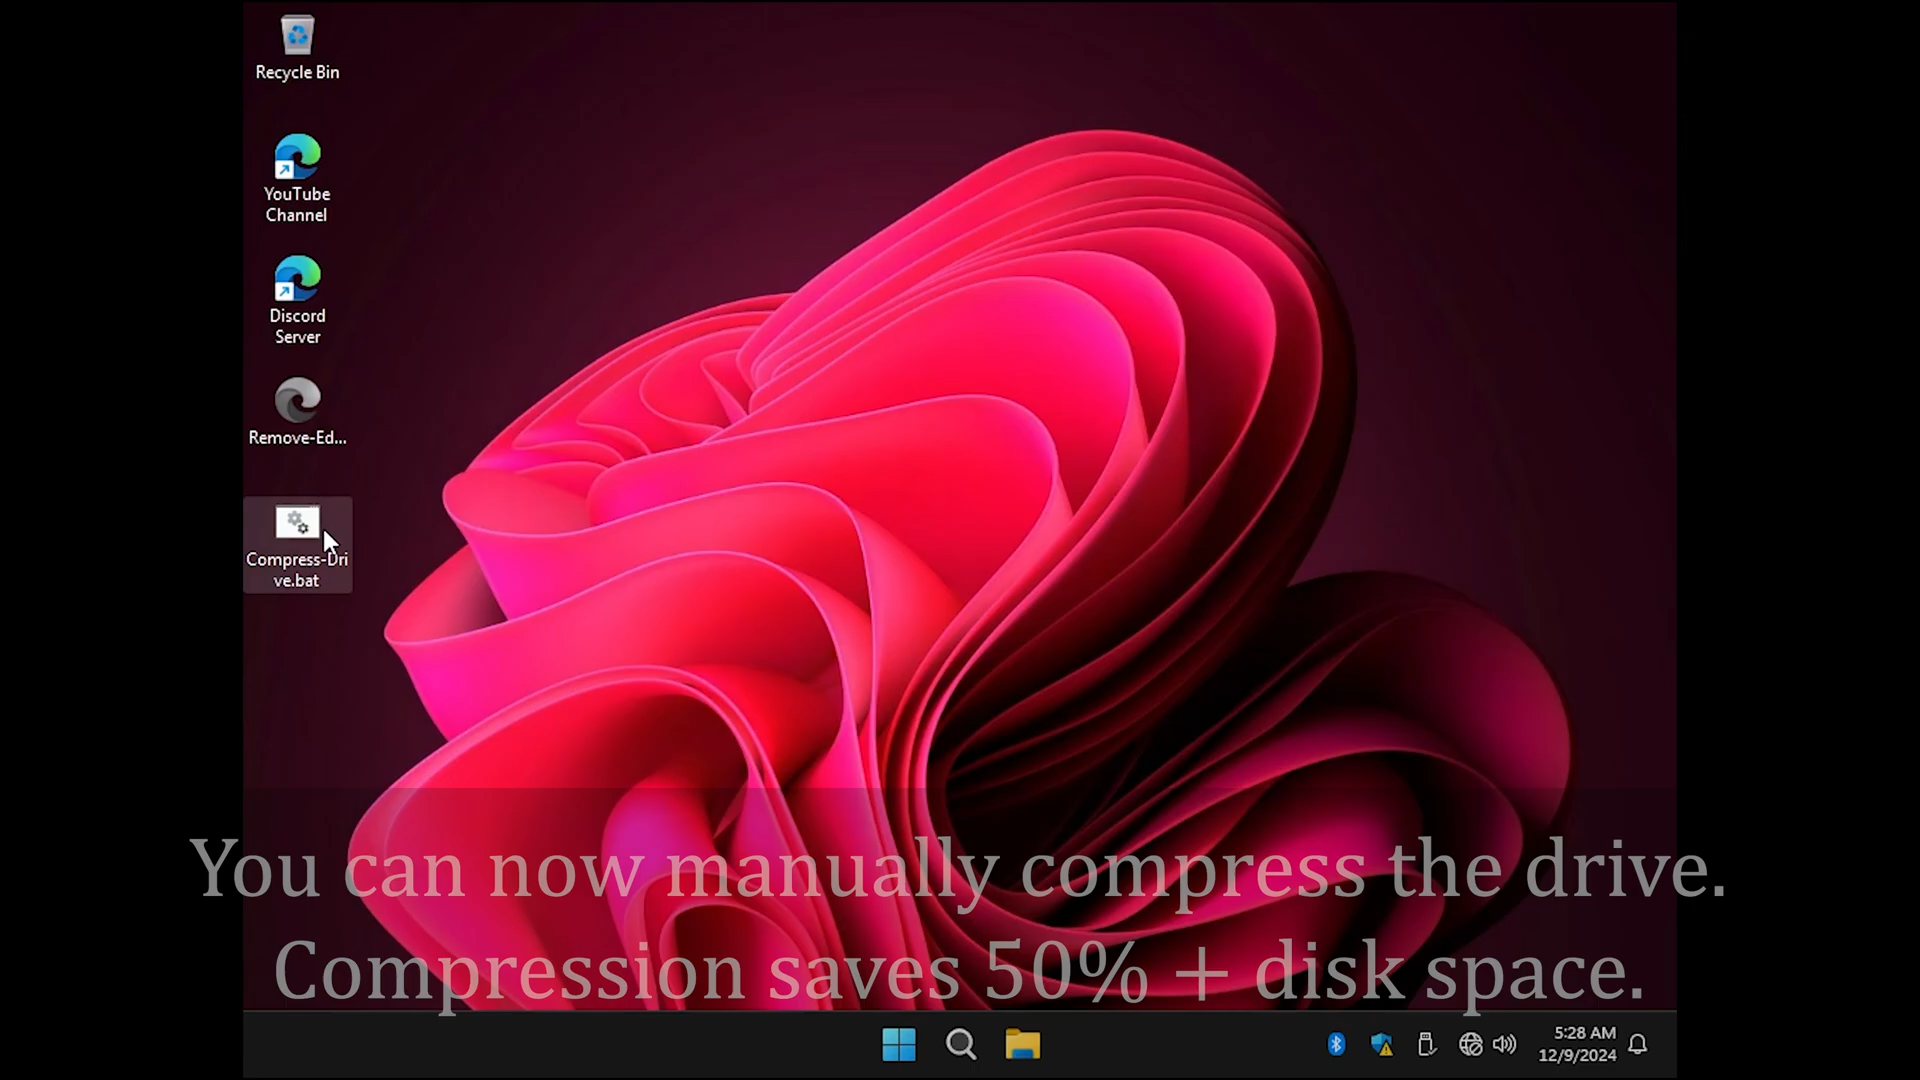 Recycle Bin
YouTube
Channel
Discord
Server
Remove-Ed...
Compress-Dri
ve.bat
You can now manually compress the drive.
Compression saves 50% + disk space.
5:28 AM
12/9/2024